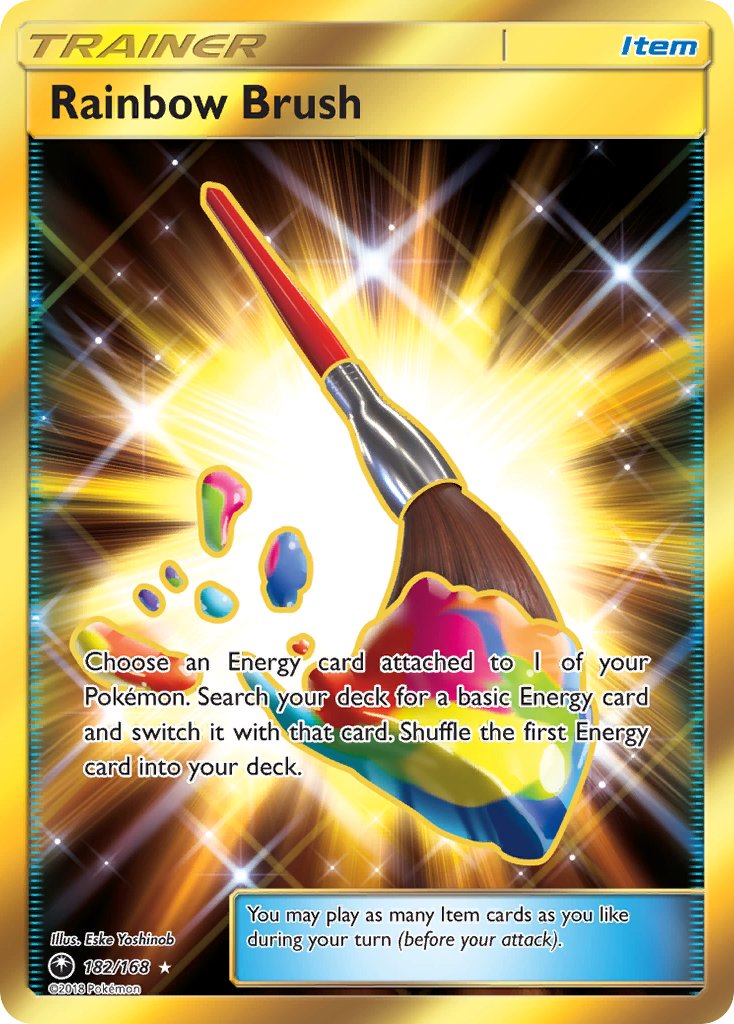 TRAINER
Item
Rainbow Brush
Choose an Energy card attached to 1 of your
Pokémon. Search your deck for a basic Energy card
and switch it with that card. Shuffle the first Energy
card into your deck.
You may play as many Item cards as you like
during your turn (before your attack).
Illus. Eske Yoshinob
182/168 ★
©2018 Pokémon